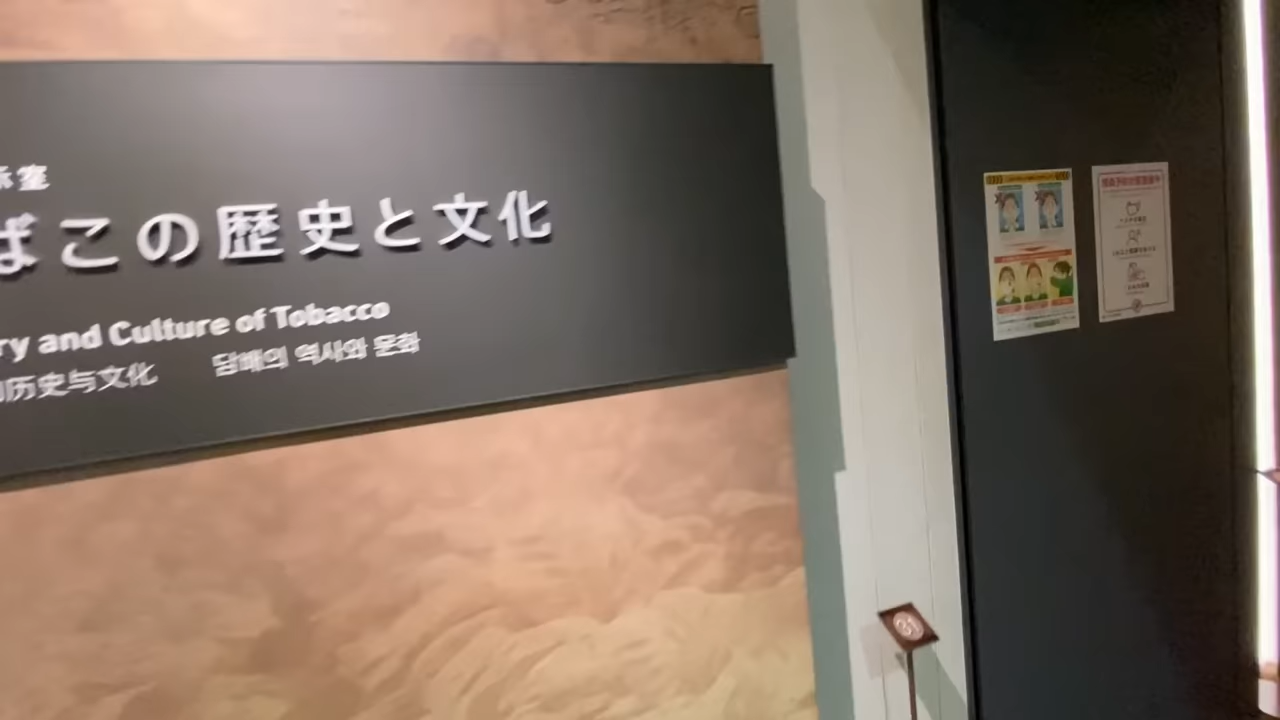 示室
ばこの歴史と文化
ry and Culture of Tobacco
的历史与文化 담배의 역사와 문화
31